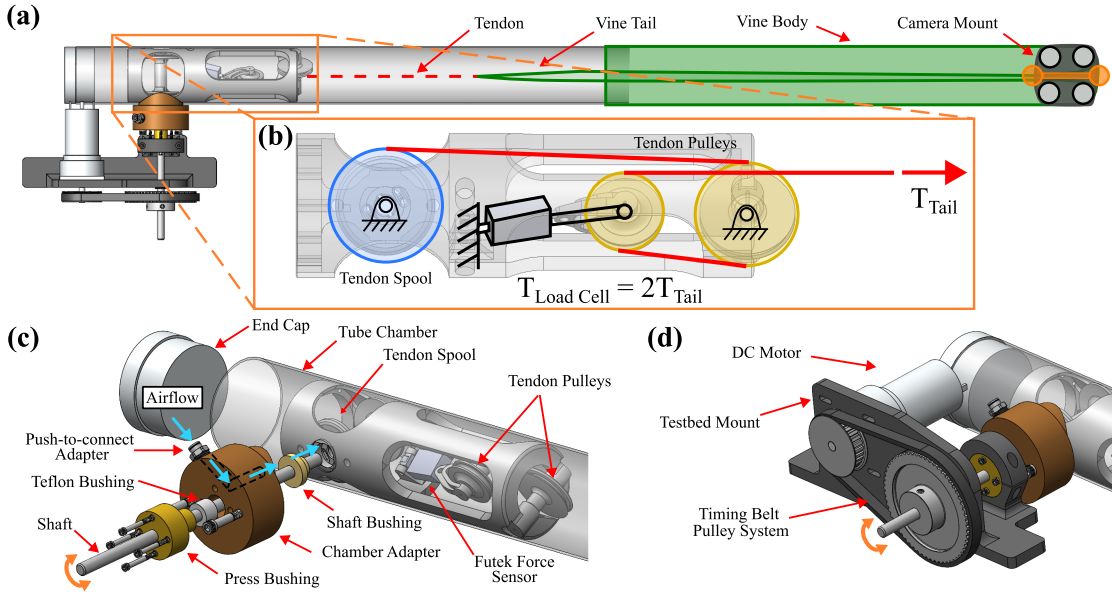 (a)
Tendon
Vine Tail
Vine Body
Camera Mount
(b)
Tendon Pulleys
T_Tail
Tendon Spool
T_Load Cell = 2T_Tail
(c)
End Cap
Tube Chamber
Tendon Spool
Tendon Pulleys
Airflow
Push-to-connect
Adapter
Teflon Bushing
Shaft
Shaft Bushing
Chamber Adapter
Press Bushing
Futek Force
Sensor
(d)
DC Motor
Testbed Mount
Timing Belt
Pulley System